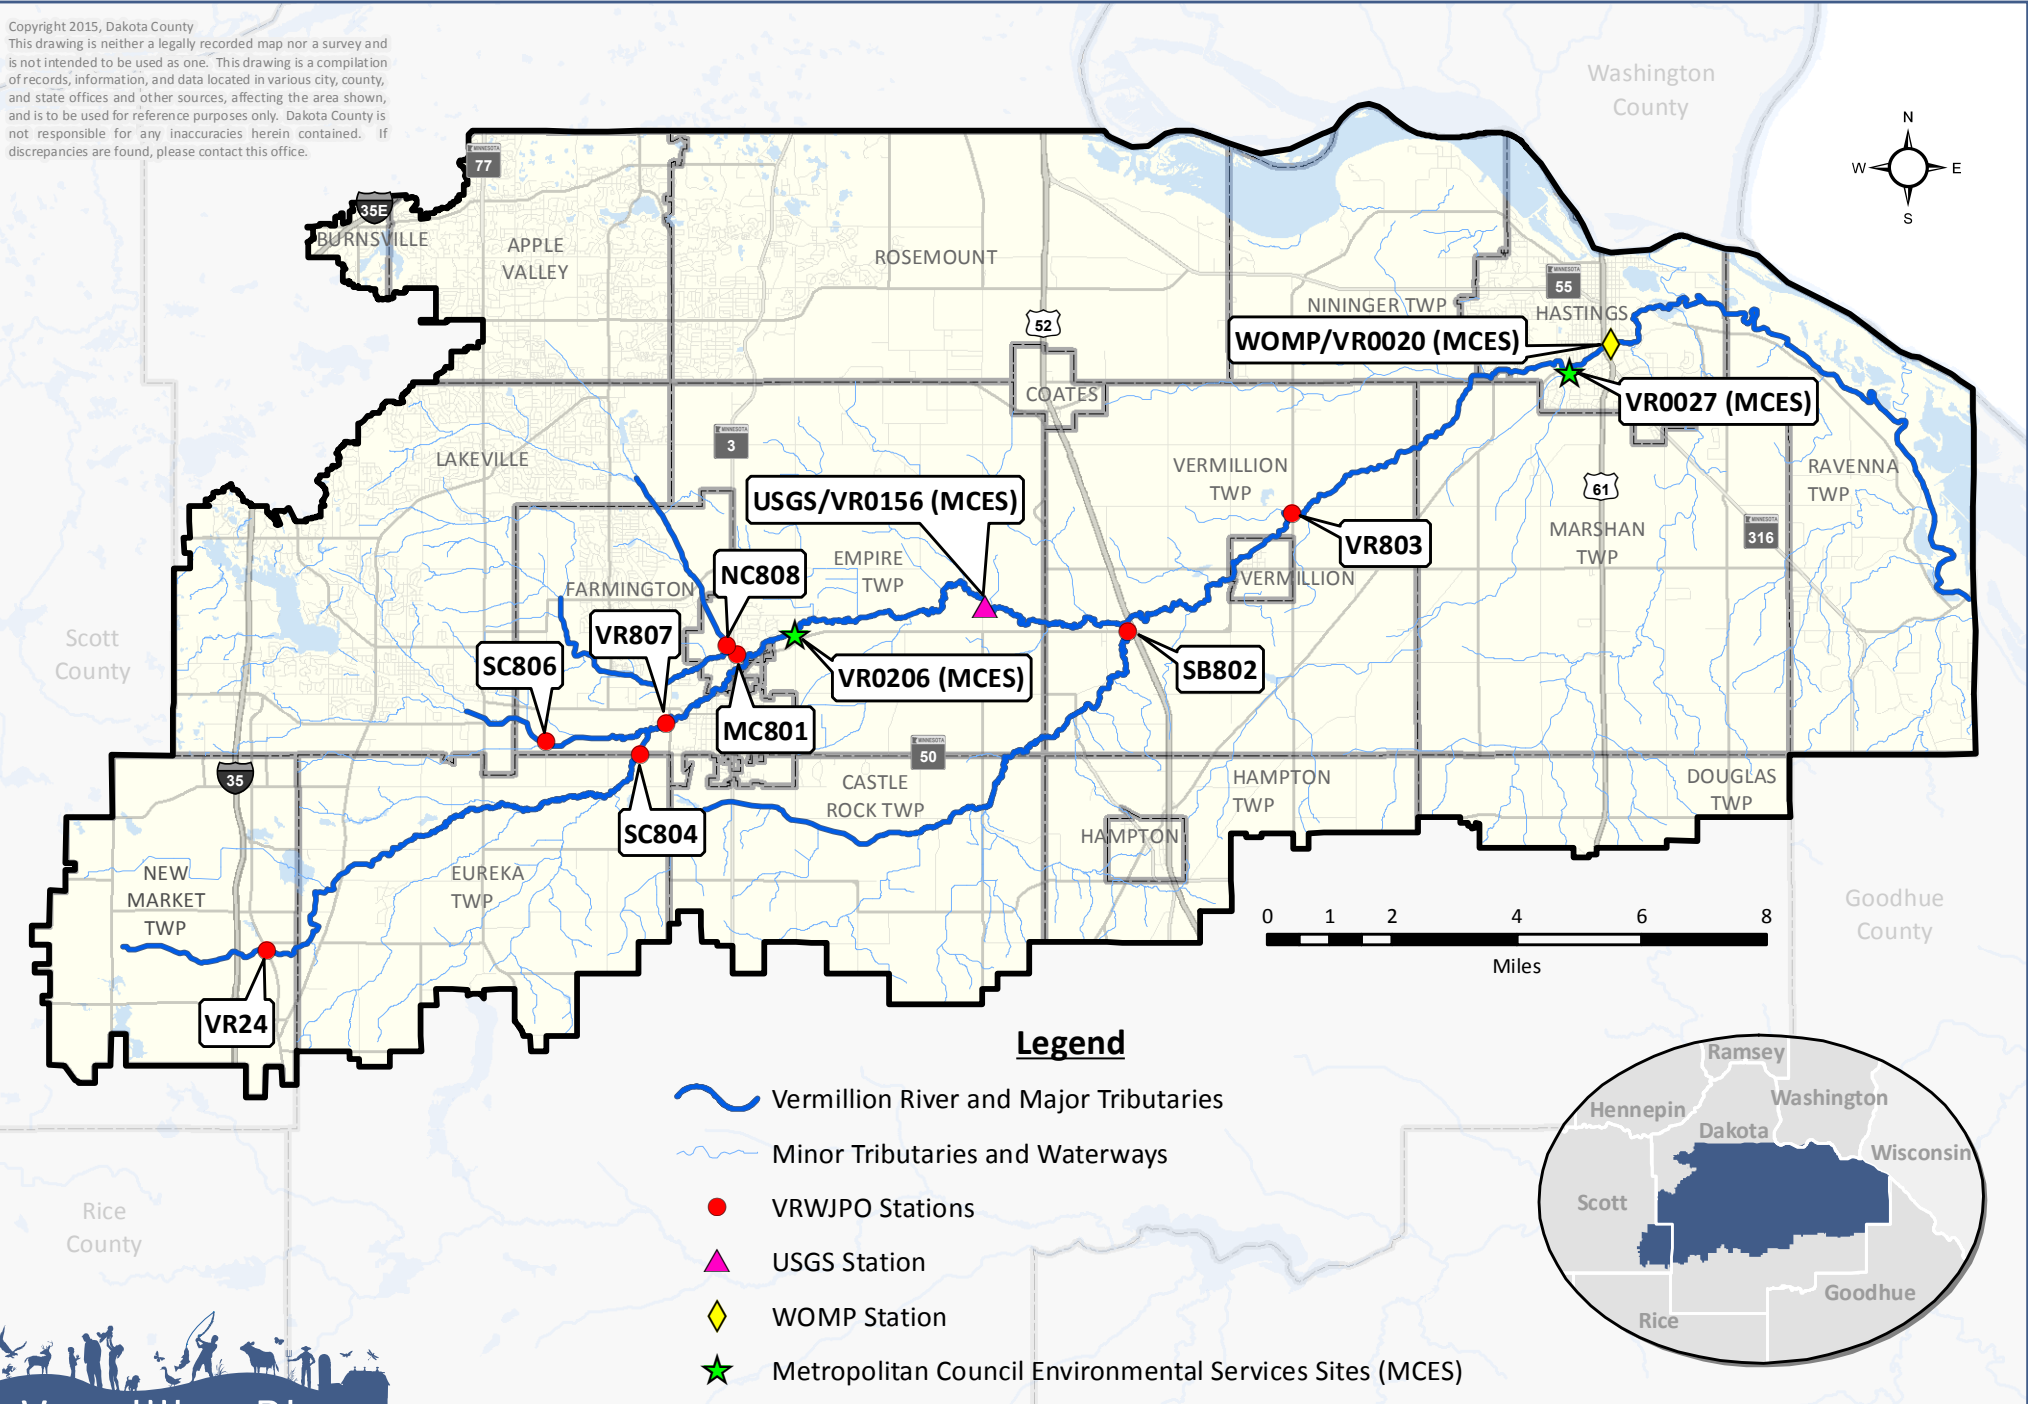 Copyright 2015, Dakota County
This drawing is neither a legally recorded map nor a survey and
is not intended to be used as one. This drawing is a compilation
of records, information, and data located in various city, county,
and state offices and other sources, affecting the area shown,
and is to be used for reference purposes only. Dakota County is
not responsible for any inaccuracies herein contained. If
discrepancies are found, please contact this office.
Washington
County
N
W
E
S
MINNESOTA
77
35E
BURNSVILLE
APPLE
VALLEY
ROSEMOUNT
52
NININGER TWP
MINNESOTA
55
HASTINGS
WOMP/VR0020 (MCES)
VR0027 (MCES)
COATES
MINNESOTA
3
LAKEVILLE
VERMILLION
TWP
RAVENNA
TWP
61
MARSHAN
TWP
MINNESOTA
316
USGS/VR0156 (MCES)
VR803
EMPIRE
TWP
NC808
FARMINGTON
VERMILLION
VR807
SC806
Scott
County
VR0206 (MCES)
SB802
MC801
MINNESOTA
50
35
CASTLE
ROCK TWP
HAMPTON
TWP
DOUGLAS
TWP
SC804
HAMPTON
NEW
MARKET
TWP
EUREKA
TWP
Goodhue
County
VR24
0 1 2 4 6 8
Miles
Legend
Vermillion River and Major Tributaries
Minor Tributaries and Waterways
VRWJPO Stations
USGS Station
WOMP Station
Metropolitan Council Environmental Services Sites (MCES)
Rice
County
Ramsey
Hennepin
Washington
Dakota
Wisconsin
Scott
Goodhue
Rice